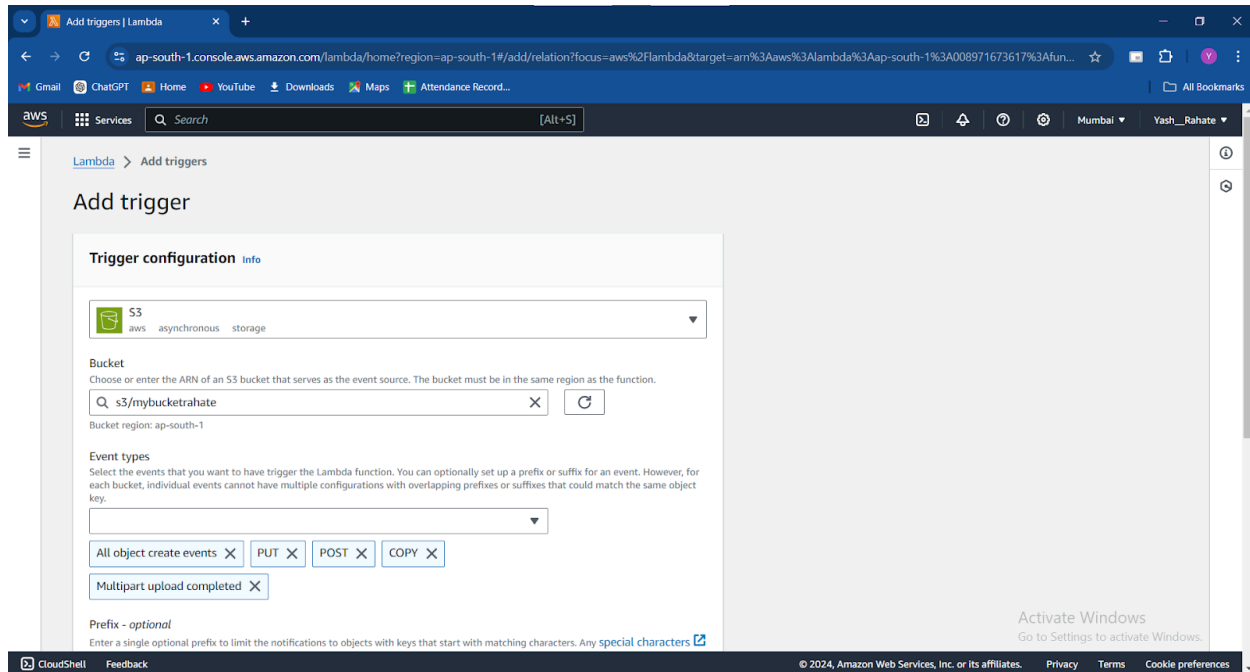 Add triggers | Lambda
ap-south-1.console.aws.amazon.com/lambda/home?region=ap-south-1#/add/relation?focus=aws%2Flambda&target=arn%3Aaws%3Alambda%3Aap-south-1%3A008971673617%3Afun...
Y
Gmail ChatGPT Home YouTube Downloads Maps Attendance Record... All Bookmarks
aws Services Search [Alt+S] Mumbai Yash__Rahate
Lambda > Add triggers
Add trigger
Trigger configuration Info
S3
aws asynchronous storage
Bucket
Choose or enter the ARN of an S3 bucket that serves as the event source. The bucket must be in the same region as the function.
s3/mybucketrahate
Bucket region: ap-south-1
Event types
Select the events that you want to have trigger the Lambda function. You can optionally set up a prefix or suffix for an event. However, for
each bucket, individual events cannot have multiple configurations with overlapping prefixes or suffixes that could match the same object
key.
All object create events PUT POST COPY
Multipart upload completed
Prefix - optional
Enter a single optional prefix to limit the notifications to objects with keys that start with matching characters. Any special characters
Activate Windows
Go to Settings to activate Windows.
CloudShell Feedback © 2024, Amazon Web Services, Inc. or its affiliates. Privacy Terms Cookie preferences